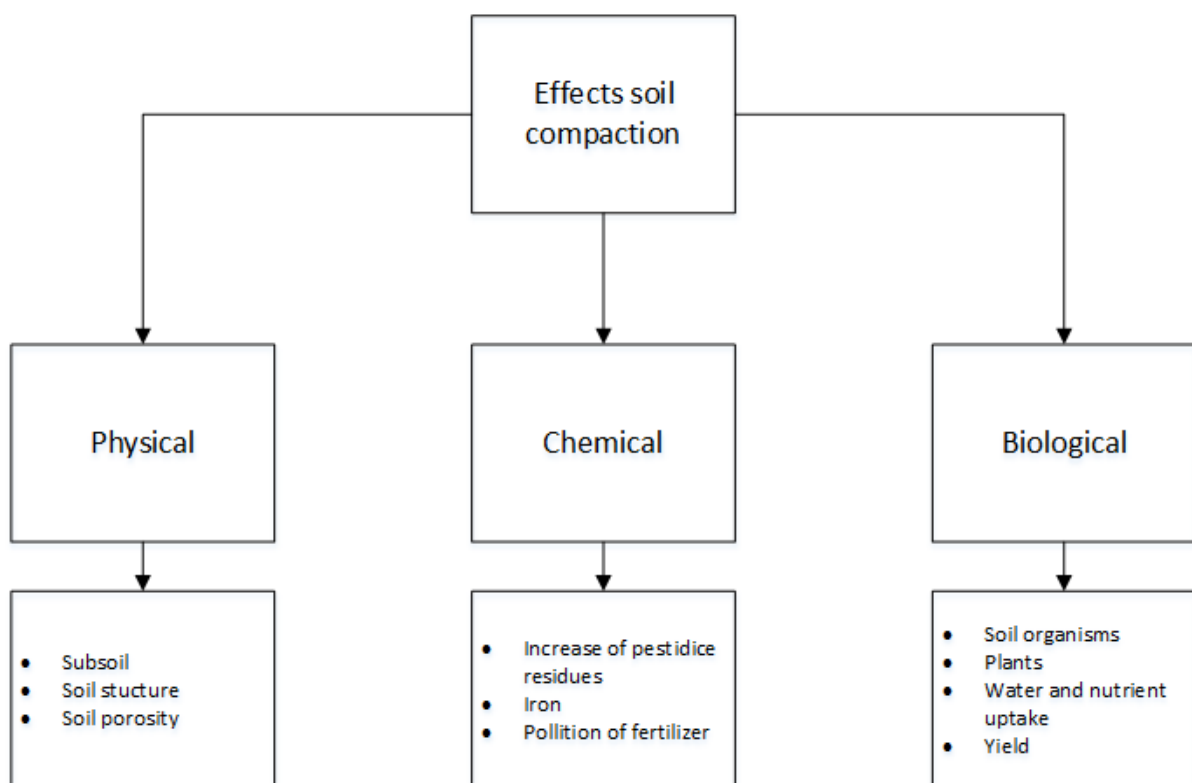 Effects soil
compaction
Physical
Chemical
Biological
• Subsoil
• Soil stucture
• Soil porosity
• Increase of pestidice
residues
• Iron
• Pollition of fertilizer
• Soil organisms
• Plants
• Water and nutrient
uptake
• Yield